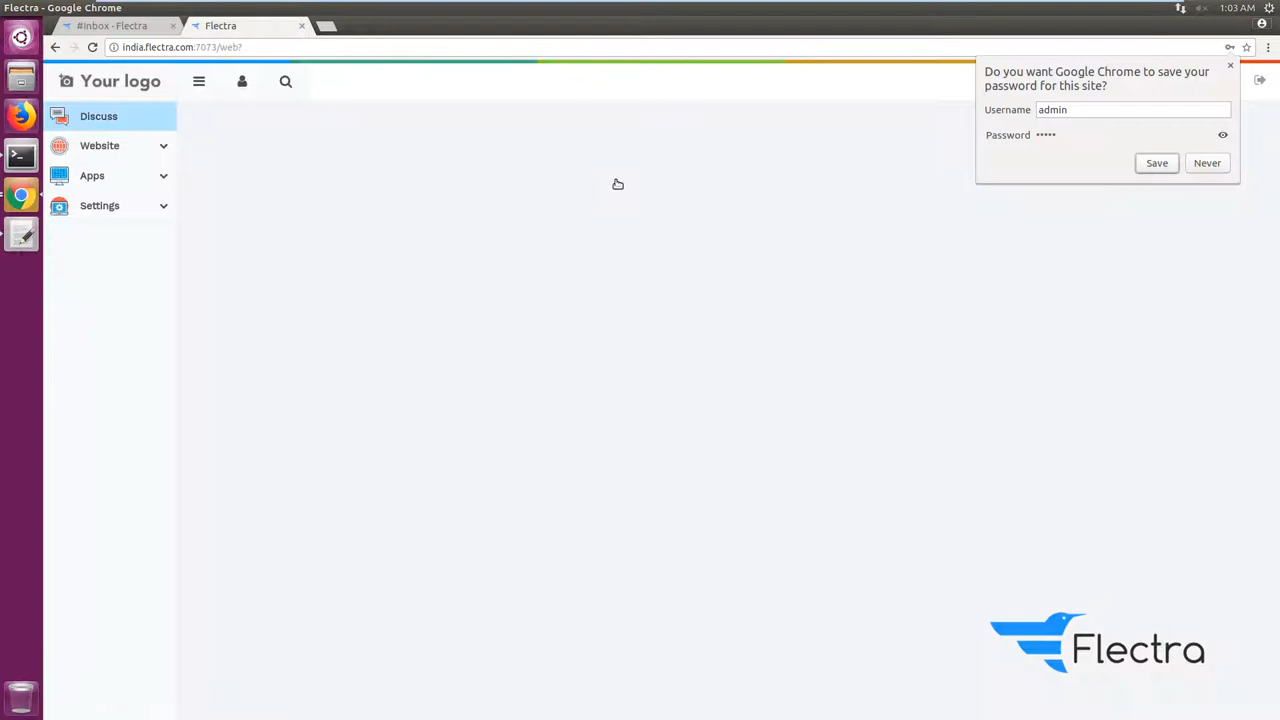 Flectra - Google Chrome
1:03 AM
#Inbox - Flectra
Flectra
india.flectra.com:7073/web?
Your logo
Do you want Google Chrome to save your
password for this site?
Username admin
Password •••••
Save Never
Discuss
Website
Apps
Settings
Flectra